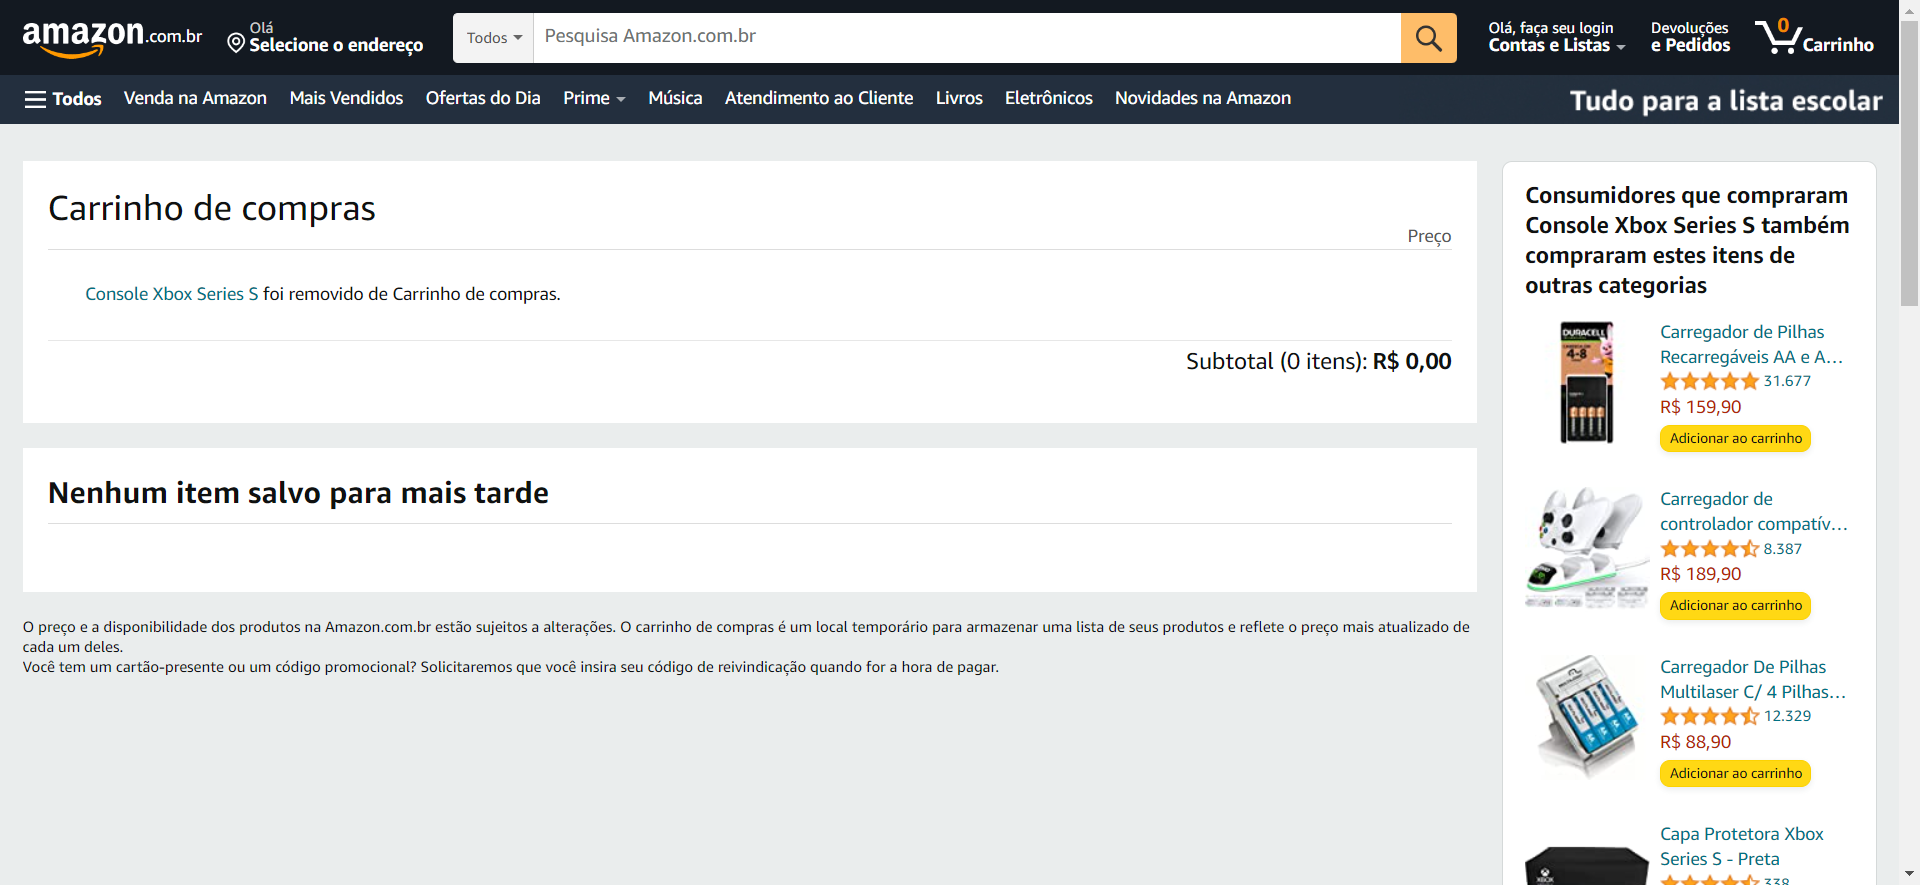 amazon.com.br
Olá
Selecione o endereço
Todos
Pesquisa Amazon.com.br
Olá, faça seu login
Contas e Listas
Devoluções
e Pedidos
0
Carrinho
Todos
Venda na Amazon
Mais Vendidos
Ofertas do Dia
Prime
Música
Atendimento ao Cliente
Livros
Eletrônicos
Novidades na Amazon
Tudo para a lista escolar
Carrinho de compras
Preço
Console Xbox Series S foi removido de Carrinho de compras.
Subtotal (0 itens): R$ 0,00
Nenhum item salvo para mais tarde
O preço e a disponibilidade dos produtos na Amazon.com.br estão sujeitos a alterações. O carrinho de compras é um local temporário para armazenar uma lista de seus produtos e reflete o preço mais atualizado de
cada um deles.
Você tem um cartão-presente ou um código promocional? Solicitaremos que você insira seu código de reivindicação quando for a hora de pagar.
Consumidores que compraram
Console Xbox Series S também
compraram estes itens de
outras categorias
DURACELL
4-8
Carregador de Pilhas
Recarregáveis AA e A…
31.677
R$ 159,90
Adicionar ao carrinho
Carregador de
controlador compatív…
8.387
R$ 189,90
Adicionar ao carrinho
Carregador De Pilhas
Multilaser C/ 4 Pilhas…
12.329
R$ 88,90
Adicionar ao carrinho
XBOX
Capa Protetora Xbox
Series S - Preta
338